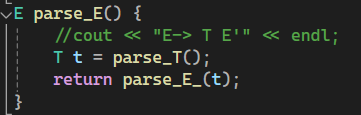 E parse_E() {
    //cout << "E-> T E'" << endl;
    T t = parse_T();
    return parse_E_(t);
}